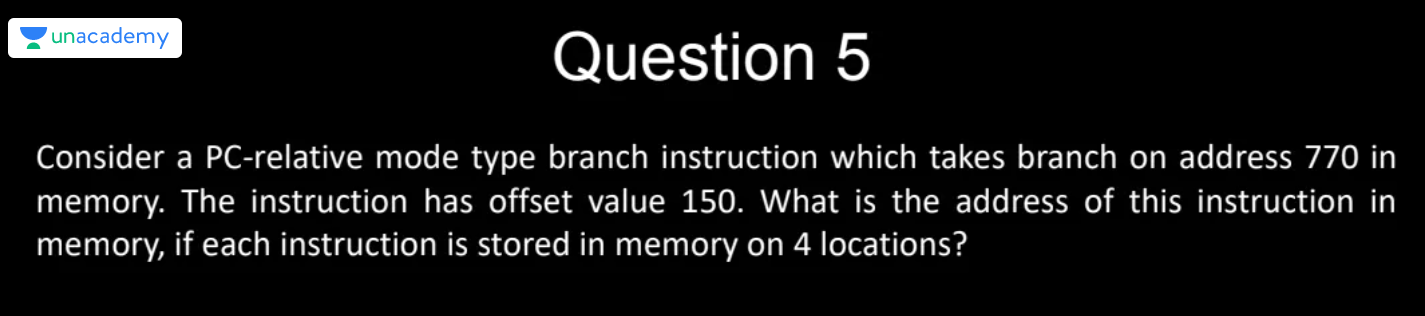 unacademy
Question 5
Consider a PC-relative mode type branch instruction which takes branch on address 770 in
memory. The instruction has offset value 150. What is the address of this instruction in
memory, if each instruction is stored in memory on 4 locations?